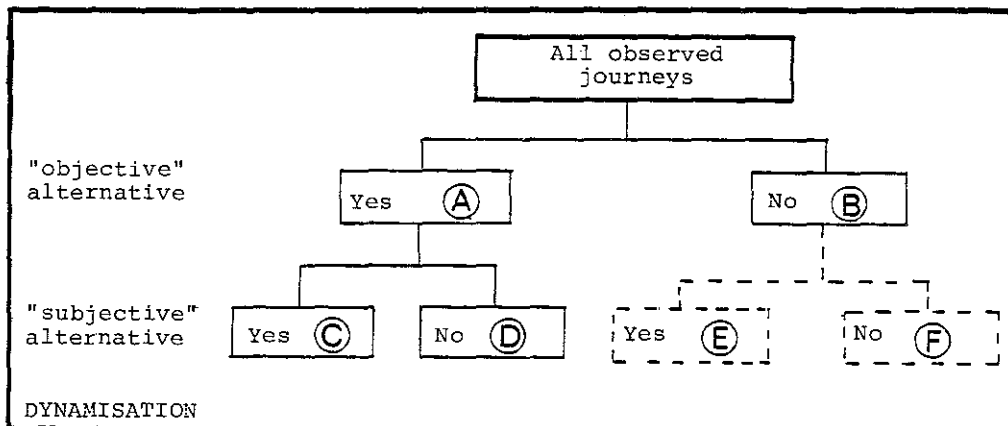 All observed
journeys
"objective"
alternative
Yes A
No B
"subjective"
alternative
Yes C
No D
Yes E
No F
DYNAMISATION